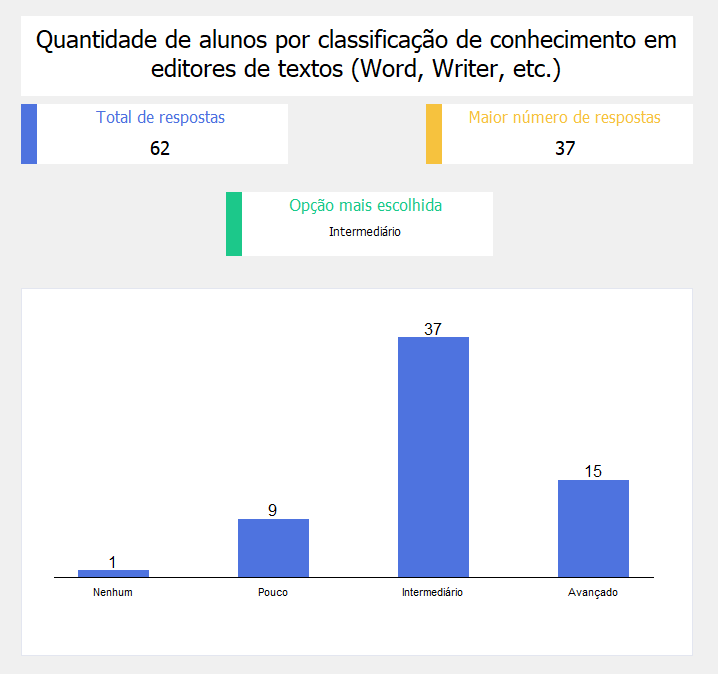 Quantidade de alunos por classificação de conhecimento em
editores de textos (Word, Writer, etc.)
Total de respostas
62
Maior número de respostas
37
Opção mais escolhida
Intermediário
37
15
9
1
Nenhum
Pouco
Intermediário
Avançado